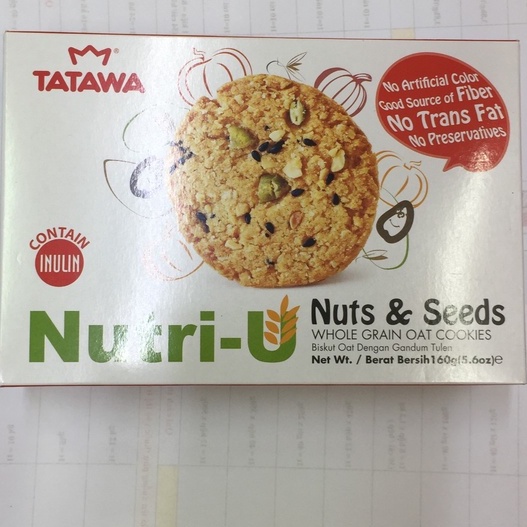 TATAWA®
No Artificial Color
Good Source of Fiber
No Trans Fat
No Preservatives
CONTAIN
INULIN
Nutri-U
Nuts & Seeds
WHOLE GRAIN OAT COOKIES
Biskut Oat Dengan Gandum Tulen
Net Wt. / Berat Bersih160g(5.6oz)℮